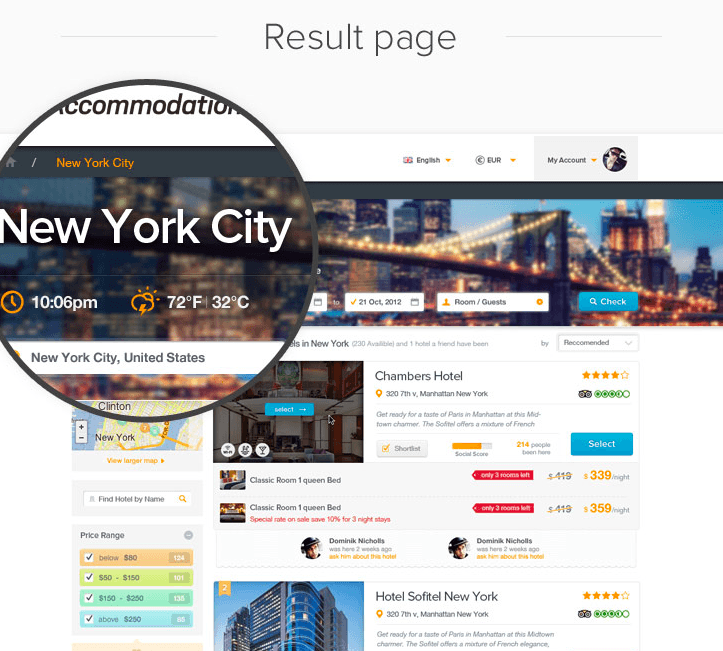 Result page
Accommodation
/ New York City
English
EUR
My Account
New York City
10:06pm
72°F | 32°C
to
21 Oct, 2012
Room / Guests
Check
New York City, United States
in New York (230 Availible) and 1 hotel a friend have been
by
Reccomended
Clinton
New York
+
−
View larger map
Find Hotel by Name
Price Range
below $80 124
$50 - $150 101
$150 - $250 135
above $250
select →
WI-FI
Chambers Hotel
320 7th v, Manhattan New York
Get ready for a taste of Paris in Manhattan at this Mid-
town charmer. The Sofitel offers a mixture of French
Shortlist
Social Score
214 people
been here
Select
Classic Room 1 queen Bed
only 3 rooms left
$ 419
$ 339/night
Classic Room 1 queen Bed
Special rate on sale save 10% for 3 night stays
only 3 rooms left
$ 419
$ 359/night
Dominik Nicholls
was here 2 weeks ago
ask him about this hotel
Dominik Nicholls
was here 2 weeks ago
ask him about this hotel
2
Hotel Sofitel New York
320 7th v, Manhattan New York
Get ready for a taste of Paris in Manhattan at this Midtown
charmer. The Sofitel offers a mixture of French elegance,